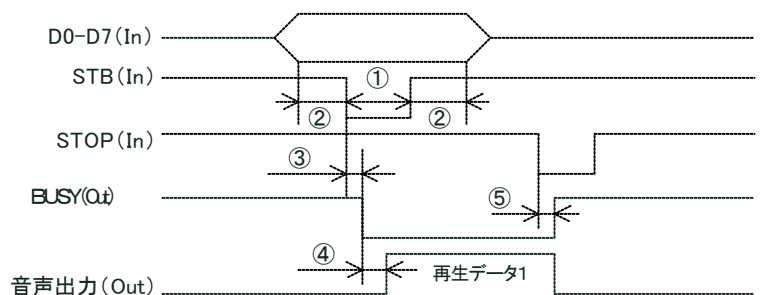 D0-D7(In)
STB(In)
①
②
②
STOP(In)
③
BUSY(Out)
⑤
④
音声出力(Out)
再生データ1